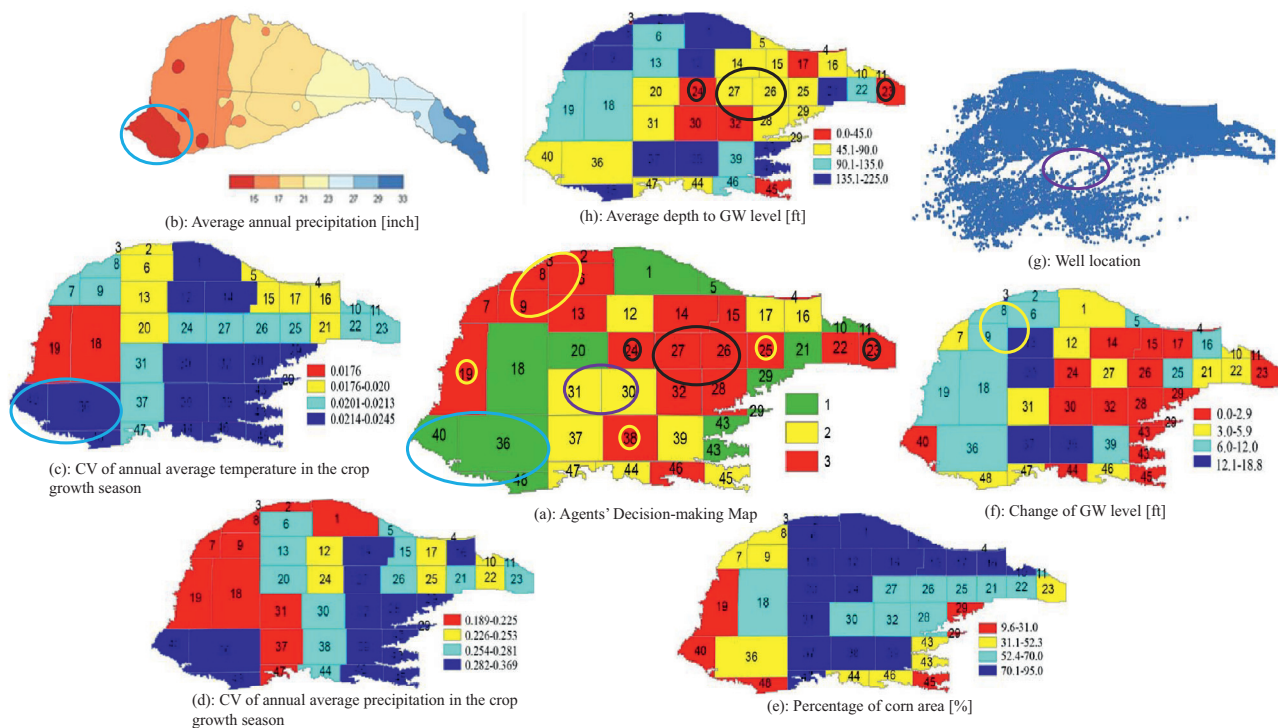 15 17 21 23 25 27 29 33
(b): Average annual precipitation [inch]
3
6 5 4
13 14 15 17 16 10 11
19 18 20 24 27 26 25 22 23
31 30 32 28 29
29
40 36 39
47 44 46 45
0.0-45.0
45.1-90.0
90.1-135.0
135.1-225.0
(h): Average depth to GW level [ft]
(g): Well location
3 2
8 6 1 5 4
7 9 13 12 14 15 17 16 10 11
19 18 20 24 27 26 25 21 22 23
31 29
36 37
47
0.0176
0.0176-0.020
0.0201-0.0213
0.0214-0.0245
(c): CV of annual average temperature in the crop
growth season
3 2
8 6 1 5 4
7 9 13 12 14 15 17 16 10 11
19 18 20 24 27 26 25 21 22 23
31 30 32 28 29
29
40 36 37 38 39 43
43
48 47 44 46 45
1
2
3
(a): Agents' Decision-making Map
3 2
8 6 1 5 4
7 9 12 14 15 17 16 10 11
19 18 24 27 26 25 21 22 23
31 30 32 28 29
40 36 39 43
43
48 47 44 46 45
0.0-2.9
3.0-5.9
6.0-12.0
12.1-18.8
(f): Change of GW level [ft]
3 2
8 6 1 5 4
7 9 13 12 15 17 10 11
19 18 20 24 26 25 21 22 23
31 30 29
37 38
47 44
0.189-0.225
0.226-0.253
0.254-0.281
0.282-0.369
(d): CV of annual average precipitation in the crop
growth season
3
8 4
7 9 11
19 18 27 26 25 21 22 23
30 32 28 29
29
40 36 43
43
48 47 44 46 45
9.6-31.0
31.1-52.3
52.4-70.0
70.1-95.0
(e): Percentage of corn area [%]